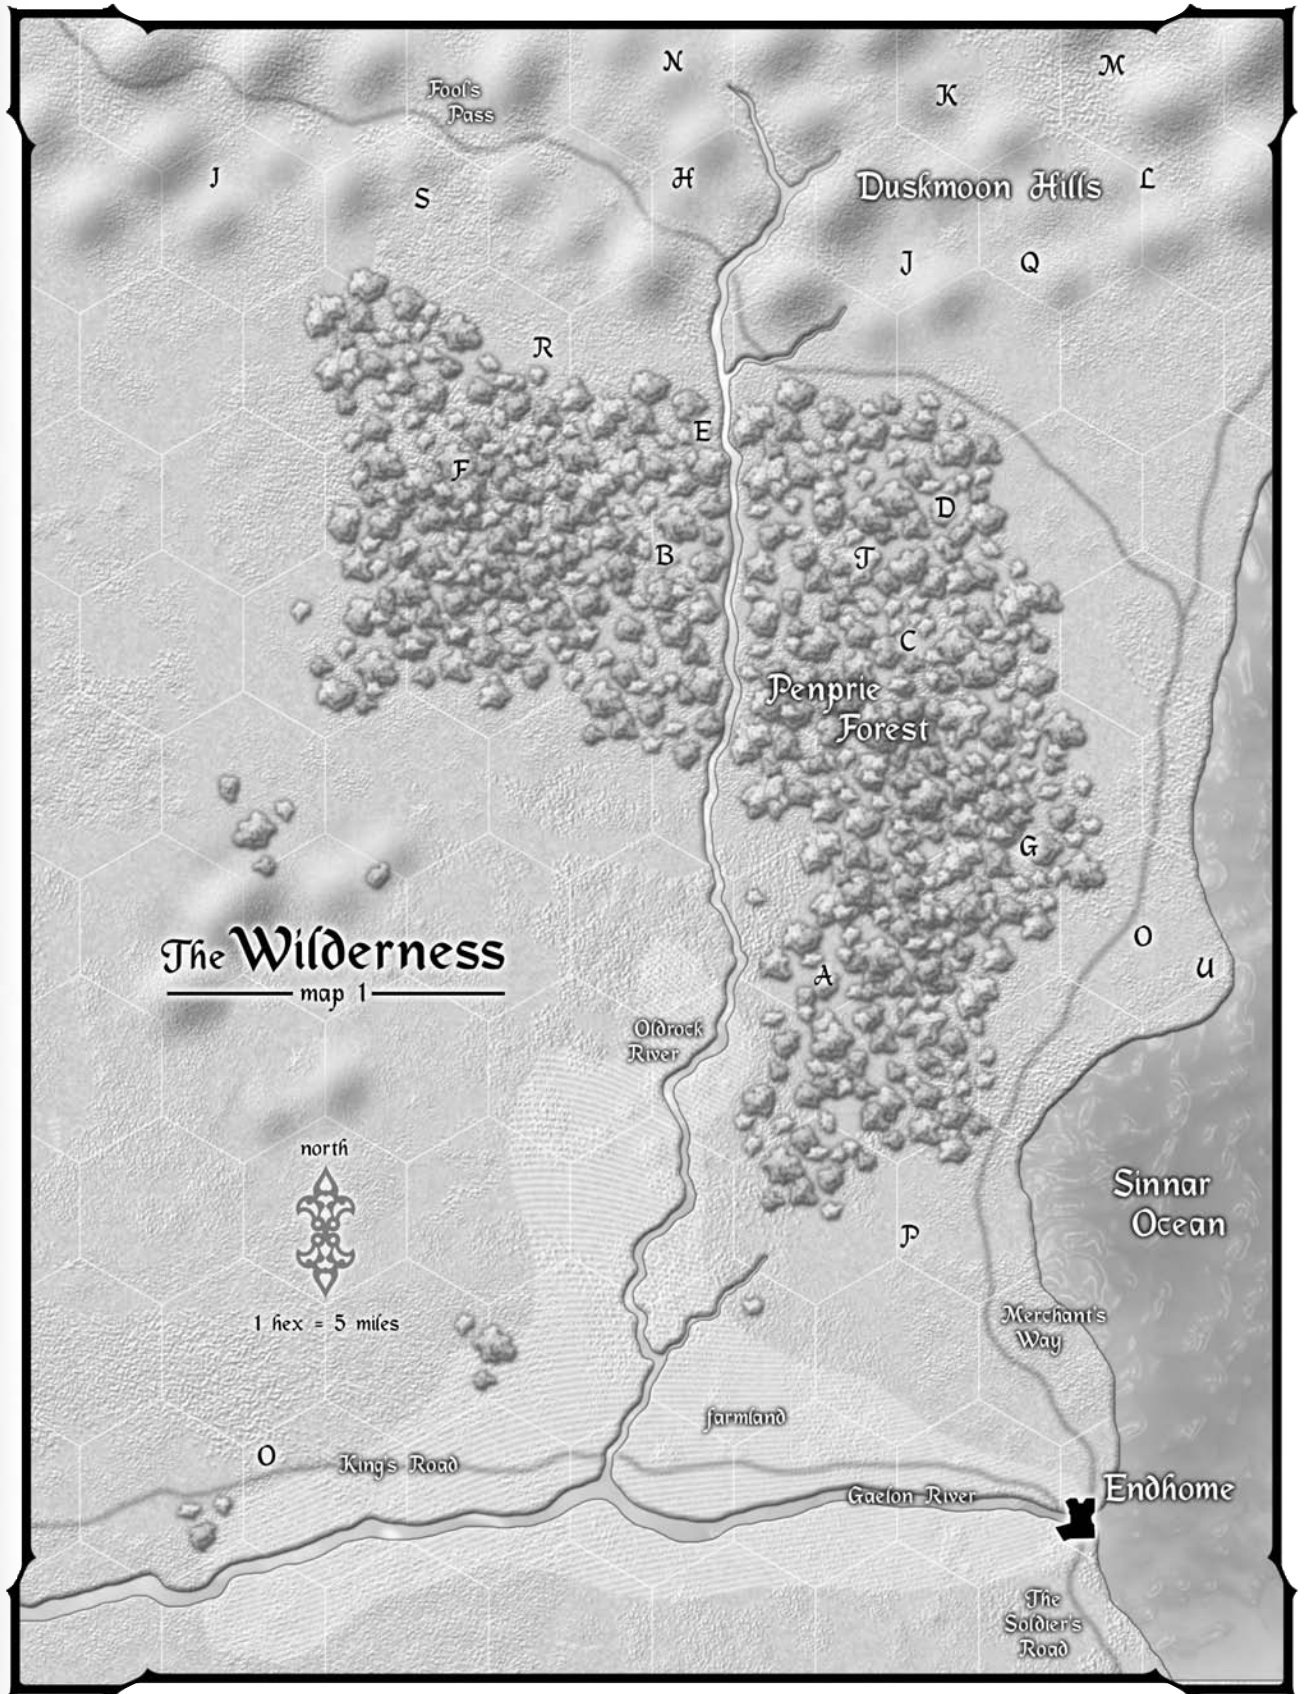 N
M
K
Fool's
Pass
J
S
H
Duskmoon Hills
L
J
Q
R
E
F
D
B
T
C
Penprie
Forest
G
O
U
The Wilderness
map 1
A
Oldrock
River
north
Sinnar
Ocean
P
1 hex = 5 miles
Merchant's
Way
farmland
O
King's Road
Gaelon River
Endhome
The
Soldier's
Road